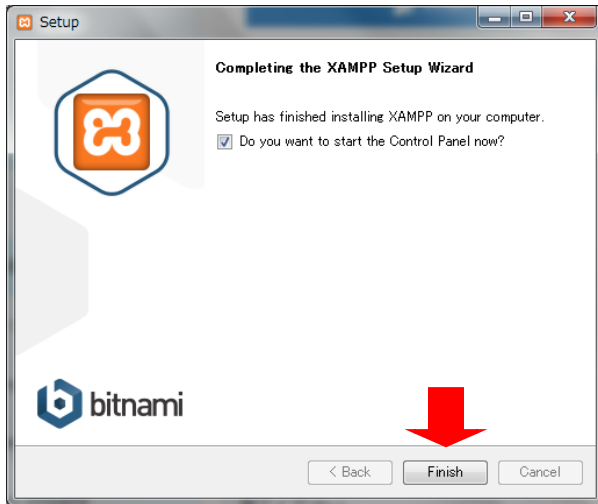 Setup
Completing the XAMPP Setup Wizard
Setup has finished installing XAMPP on your computer.
Do you want to start the Control Panel now?
bitnami
< Back
Finish
Cancel